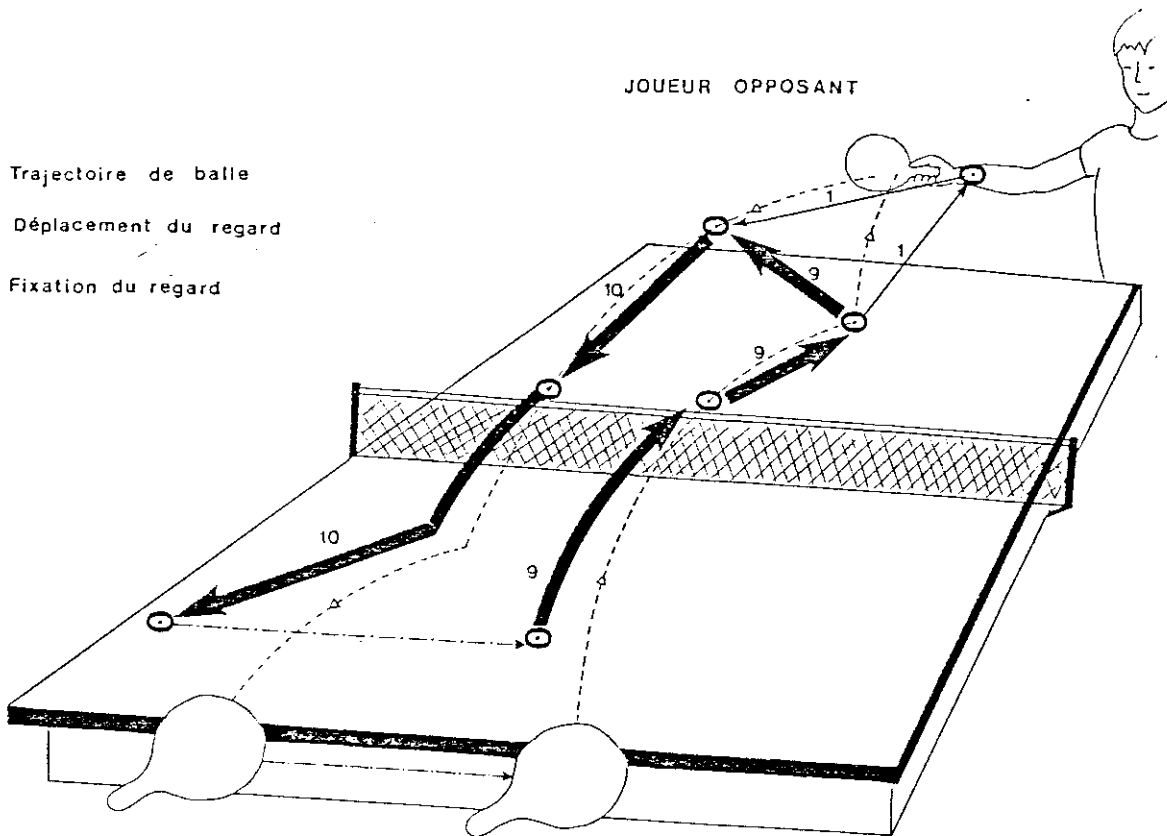 JOUEUR OPPOSANT
Trajectoire de balle
Déplacement du regard
Fixation du regard
1
1
9
10
9
10
9